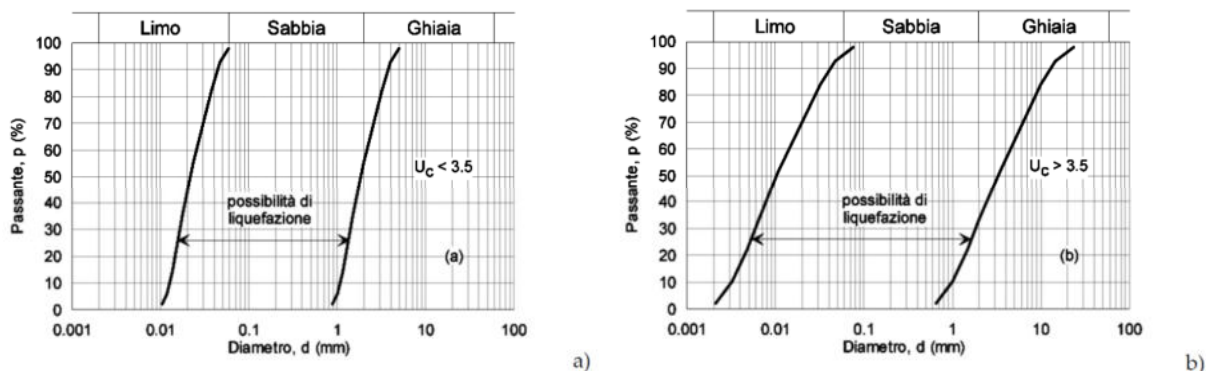 Limo Sabbia Ghiaia
100
90
80
70
60
50
40
30
20
10
0
Passante, p (%)
U_C < 3.5
possibilità di
liquefazione
(a)
0.001 0.01 0.1 1 10 100
Diametro, d (mm)
a)
Limo Sabbia Ghiaia
100
90
80
70
60
50
40
30
20
10
0
Passante, p (%)
U_C > 3.5
possibilità di
liquefazione
(b)
0.001 0.01 0.1 1 10 100
Diametro, d (mm)
b)